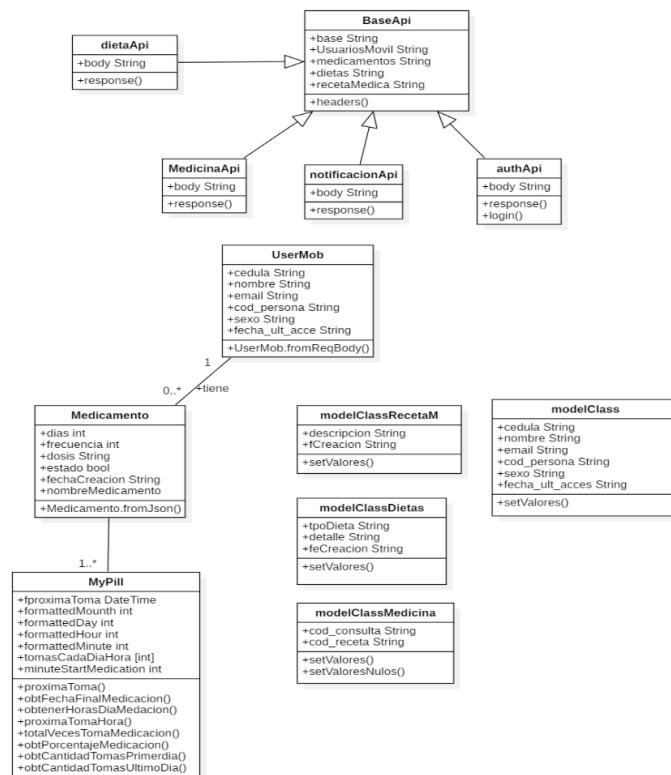 BaseApi
+base String
+UsuariosMovil String
+medicamentos String
+dietas String
+recetaMedica String
+headers()
dietaApi
+body String
+response()
MedicinaApi
+body String
+response()
notificacionApi
+body String
+response()
authApi
+body String
+response()
+login()
UserMob
+cedula String
+nombre String
+email String
+cod_persona String
+sexo String
+fecha_ult_acce String
+UserMob.fromReqBody()
1
0..*
+tiene
Medicamento
+dias int
+frecuencia int
+dosis String
+estado bool
+fechaCreacion String
+nombreMedicamento
+Medicamento.fromJson()
1..*
MyPill
+fproximaToma DateTime
+formattedMounth int
+formattedDay int
+formattedHour int
+formattedMinute int
+tomasCadaDiaHora [int]
+minuteStartMedication int
+proximaToma()
+obtFechaFinalMedicacion()
+obtenerHorasDiaMedacion()
+proximaTomaHora()
+totalVecesTomaMedicacion()
+obtPorcentajeMedicacion()
+obtCantidadTomasPrimerdia()
+obtCantidadTomasUltimoDia()
modelClassRecetaM
+descripcion String
+fCreacion String
+setValores()
modelClassDietas
+tpoDieta String
+detalle String
+feCreacion String
+setValores()
modelClassMedicina
+cod_consulta String
+cod_receta String
+setValores()
+setValoresNulos()
modelClass
+cedula String
+nombre String
+email String
+cod_persona String
+sexo String
+fecha_ult_acces String
+setValores()